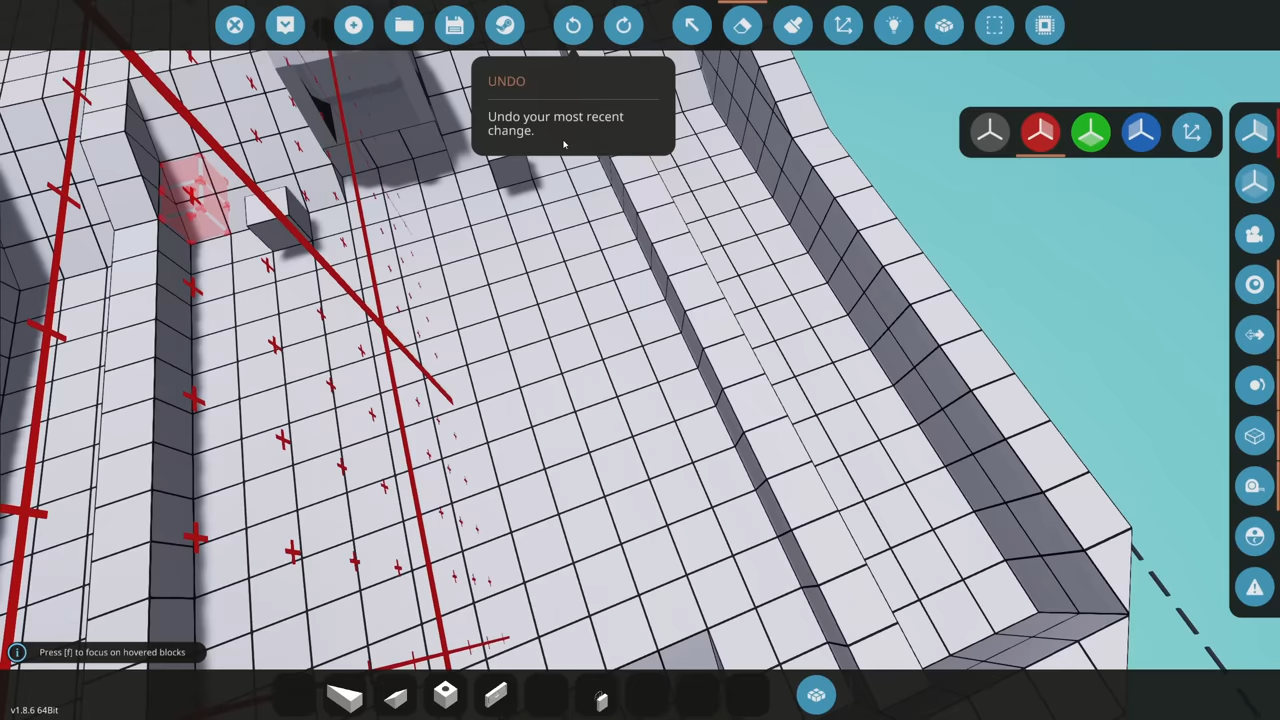 UNDO
Undo your most recent
change.
Press [f] to focus on hovered blocks
v1.8.6 64Bit